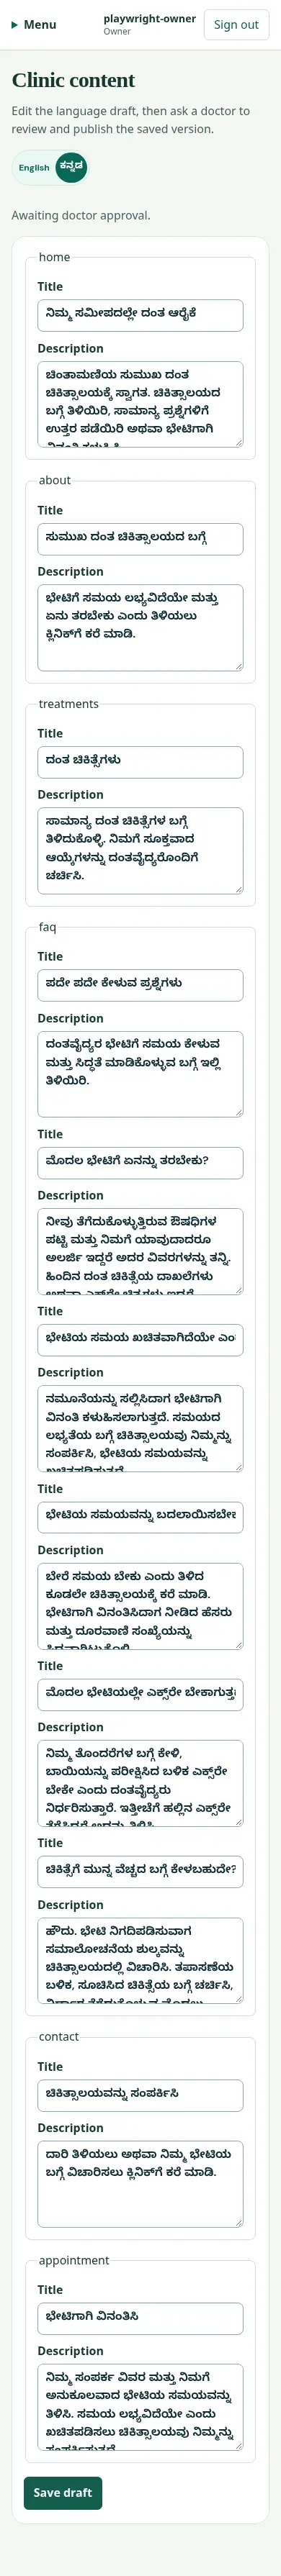 Menu
playwright-owner
Owner
Sign out
Clinic content
Edit the language draft, then ask a doctor to
review and publish the saved version.
English
ಕನ್ನಡ
Awaiting doctor approval.
home
Title
ನಿಮ್ಮ ಸಮೀಪದಲ್ಲೇ ದಂತ ಆರೈಕೆ
Description
ಚಿಂತಾಮಣಿಯ ಸುಮುಖ ದಂತ
ಚಿಕಿತ್ಸಾಲಯಕ್ಕೆ ಸ್ವಾಗತ. ಚಿಕಿತ್ಸಾಲಯದ
ಬಗ್ಗೆ ತಿಳಿಯಿರಿ, ಸಾಮಾನ್ಯ ಪ್ರಶ್ನೆಗಳಿಗೆ
ಉತ್ತರ ಪಡೆಯಿರಿ ಅಥವಾ ಭೇಟಿಗಾಗಿ
about
Title
ಸುಮುಖ ದಂತ ಚಿಕಿತ್ಸಾಲಯದ ಬಗ್ಗೆ
Description
ಭೇಟಿಗೆ ಸಮಯ ಲಭ್ಯವಿದೆಯೇ ಮತ್ತು
ಏನು ತರಬೇಕು ಎಂದು ತಿಳಿಯಲು
ಕ್ಲಿನಿಕ್‌ಗೆ ಕರೆ ಮಾಡಿ.
treatments
Title
ದಂತ ಚಿಕಿತ್ಸೆಗಳು
Description
ಸಾಮಾನ್ಯ ದಂತ ಚಿಕಿತ್ಸೆಗಳ ಬಗ್ಗೆ
ತಿಳಿದುಕೊಳ್ಳಿ. ನಿಮಗೆ ಸೂಕ್ತವಾದ
ಆಯ್ಕೆಗಳನ್ನು ದಂತವೈದ್ಯರೊಂದಿಗೆ
ಚರ್ಚಿಸಿ.
faq
Title
ಪದೇ ಪದೇ ಕೇಳುವ ಪ್ರಶ್ನೆಗಳು
Description
ದಂತವೈದ್ಯರ ಭೇಟಿಗೆ ಸಮಯ ಕೇಳುವ
ಮತ್ತು ಸಿದ್ಧತೆ ಮಾಡಿಕೊಳ್ಳುವ ಬಗ್ಗೆ ಇಲ್ಲಿ
ತಿಳಿಯಿರಿ.
Title
ಮೊದಲ ಭೇಟಿಗೆ ಏನನ್ನು ತರಬೇಕು?
Description
ನೀವು ತೆಗೆದುಕೊಳ್ಳುತ್ತಿರುವ ಔಷಧಿಗಳ
ಪಟ್ಟಿ ಮತ್ತು ನಿಮಗೆ ಯಾವುದಾದರೂ
ಅಲರ್ಜಿ ಇದ್ದರೆ ಅದರ ವಿವರಗಳನ್ನು ತನ್ನಿ.
ಹಿಂದಿನ ದಂತ ಚಿಕಿತ್ಸೆಯ ದಾಖಲೆಗಳು
Title
ಭೇಟಿಯ ಸಮಯ ಖಚಿತವಾಗಿದೆಯೇ
Description
ನಮೂನೆಯನ್ನು ಸಲ್ಲಿಸಿದಾಗ ಭೇಟಿಗಾಗಿ
ವಿನಂತಿ ಕಳುಹಿಸಲಾಗುತ್ತದೆ. ಸಮಯದ
ಲಭ್ಯತೆಯ ಬಗ್ಗೆ ಚಿಕಿತ್ಸಾಲಯವು ನಿಮ್ಮನ್ನು
ಸಂಪರ್ಕಿಸಿ, ಭೇಟಿಯ ಸಮಯವನ್ನು
Title
ಭೇಟಿಯ ಸಮಯವನ್ನು
Description
ಬೇರೆ ಸಮಯ ಬೇಕು ಎಂದು ತಿಳಿದ
ಕೂಡಲೇ ಚಿಕಿತ್ಸಾಲಯಕ್ಕೆ ಕರೆ ಮಾಡಿ.
ಭೇಟಿಗಾಗಿ ವಿನಂತಿಸಿದಾಗ ನೀಡಿದ ಹೆಸರು
ಮತ್ತು ದೂರವಾಣಿ ಸಂಖ್ಯೆಯನ್ನು
Title
ಮೊದಲ ಭೇಟಿಯಲ್ಲೇ ಎಕ್ಸ್‌ರೇ
Description
ನಿಮ್ಮ ತೊಂದರೆಗಳ ಬಗ್ಗೆ ಕೇಳಿ,
ಬಾಯಿಯನ್ನು ಪರೀಕ್ಷಿಸಿದ ಬಳಿಕ ಎಕ್ಸ್‌ರೇ
ಬೇಕೇ ಎಂದು ದಂತವೈದ್ಯರು
ನಿರ್ಧರಿಸುತ್ತಾರೆ. ಇತ್ತೀಚೆಗೆ ಹಲ್ಲಿನ ಎಕ್ಸ್‌ರೇ
Title
ಚಿಕಿತ್ಸೆಗೆ ಮುನ್ನ ವೆಚ್ಚದ ಬಗ್ಗೆ ಕೇಳಬಹುದೇ?
Description
ಹೌದು. ಭೇಟಿ ನಿಗದಿಪಡಿಸುವಾಗ
ಸಮಾಲೋಚನೆಯ ಶುಲ್ಕವನ್ನು
ಚಿಕಿತ್ಸಾಲಯದಲ್ಲಿ ವಿಚಾರಿಸಿ. ತಪಾಸಣೆಯ
ಬಳಿಕ, ಸೂಚಿಸಿದ ಚಿಕಿತ್ಸೆಯ ಬಗ್ಗೆ ಚರ್ಚಿಸಿ,
contact
Title
ಚಿಕಿತ್ಸಾಲಯವನ್ನು ಸಂಪರ್ಕಿಸಿ
Description
ದಾರಿ ತಿಳಿಯಲು ಅಥವಾ ನಿಮ್ಮ ಭೇಟಿಯ
ಬಗ್ಗೆ ವಿಚಾರಿಸಲು ಕ್ಲಿನಿಕ್‌ಗೆ ಕರೆ ಮಾಡಿ.
appointment
Title
ಭೇಟಿಗಾಗಿ ವಿನಂತಿಸಿ
Description
ನಿಮ್ಮ ಸಂಪರ್ಕ ವಿವರ ಮತ್ತು ನಿಮಗೆ
ಅನುಕೂಲವಾದ ಭೇಟಿಯ ಸಮಯವನ್ನು
ತಿಳಿಸಿ. ಸಮಯ ಲಭ್ಯವಿದೆಯೇ ಎಂದು
ಖಚಿತಪಡಿಸಲು ಚಿಕಿತ್ಸಾಲಯವು ನಿಮ್ಮನ್ನು
Save draft